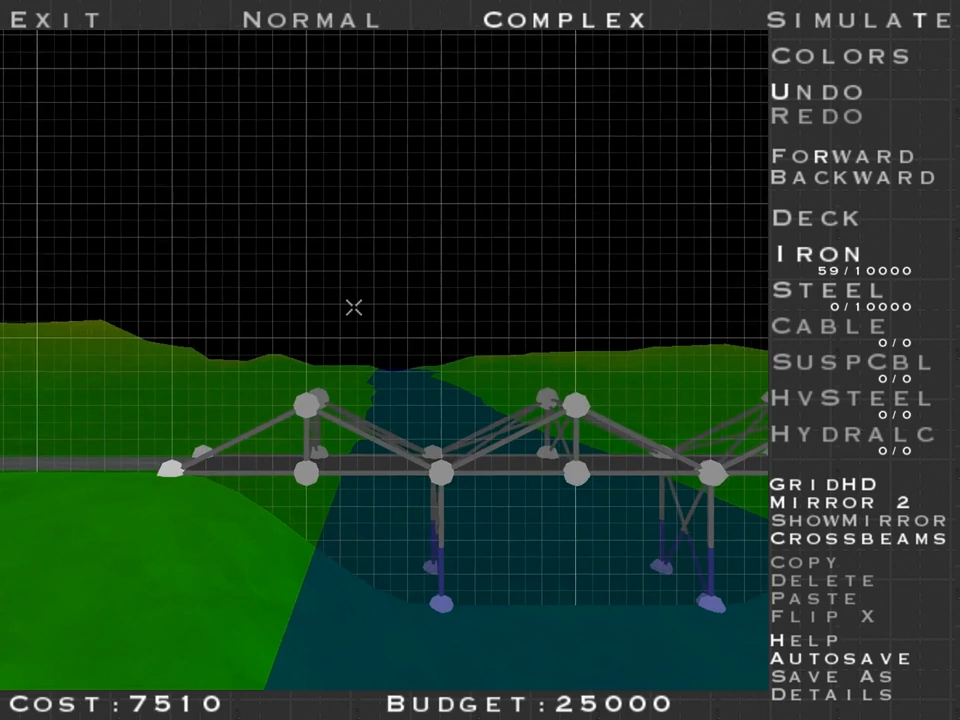 EXIT NORMAL COMPLEX SIMULATE
COLORS
UNDO
REDO
FORWARD
BACKWARD
DECK
IRON
59/10000
STEEL
0/10000
CABLE
0/0
SUSPCBL
0/0
HVSTEEL
0/0
HYDRALC
0/0
GRIDHD
MIRROR 2
SHOWMIRROR
CROSSBEAMS
COPY
DELETE
PASTE
FLIP X
HELP
AUTOSAVE
SAVE AS
DETAILS
COST:7510 BUDGET:25000